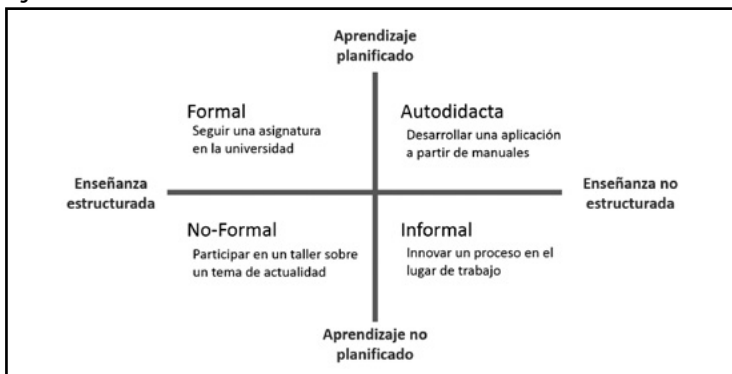 Aprendizaje
planificado
Formal
Seguir una asignatura
en la universidad
Autodidacta
Desarrollar una aplicación
a partir de manuales
Enseñanza
estructurada
Enseñanza no
estructurada
No-Formal
Participar en un taller sobre
un tema de actualidad
Informal
Innovar un proceso en el
lugar de trabajo
Aprendizaje no
planificado